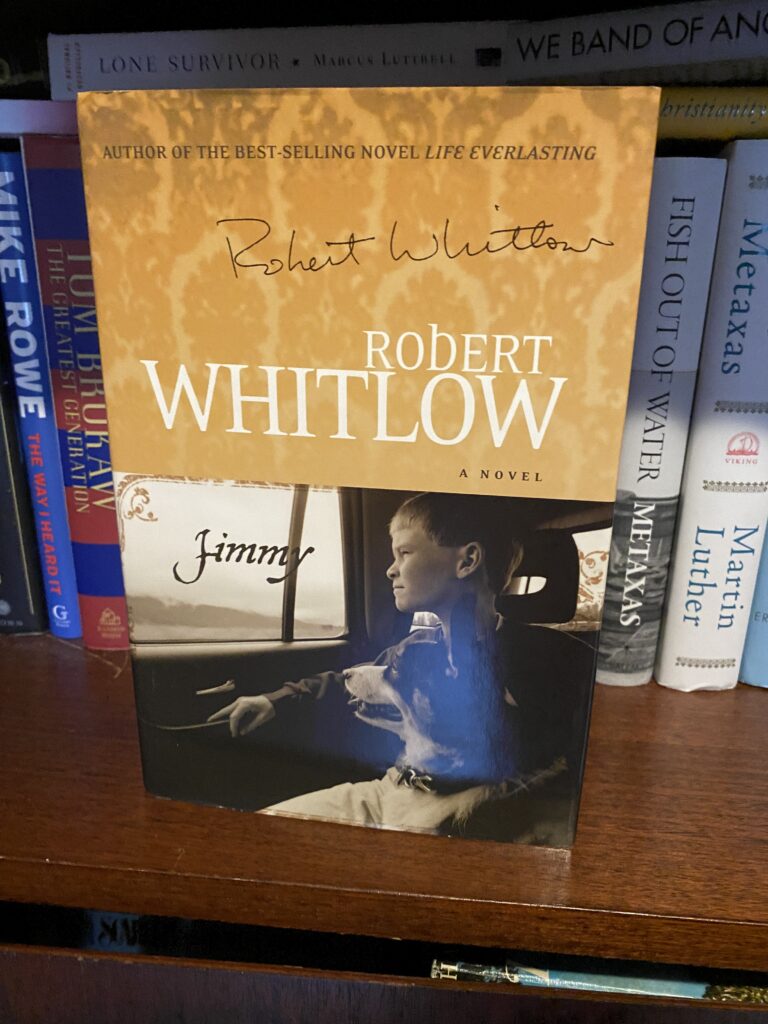 LONE SURVIVOR ★ MARCUS LUTTRELL
WE BAND OF ANG
hristianity
AUTHOR OF THE BEST-SELLING NOVEL LIFE EVERLASTING
Robert Whitlow
ROBERT
WHITLOW
A NOVEL
Jimmy
MIKE ROWE THE WAY I HEARD IT
G
TOM BROKAW
THE GREATEST GENERATION
FISH OUT OF WATER METAXAS
Metaxas
VIKING
Martin
Luther